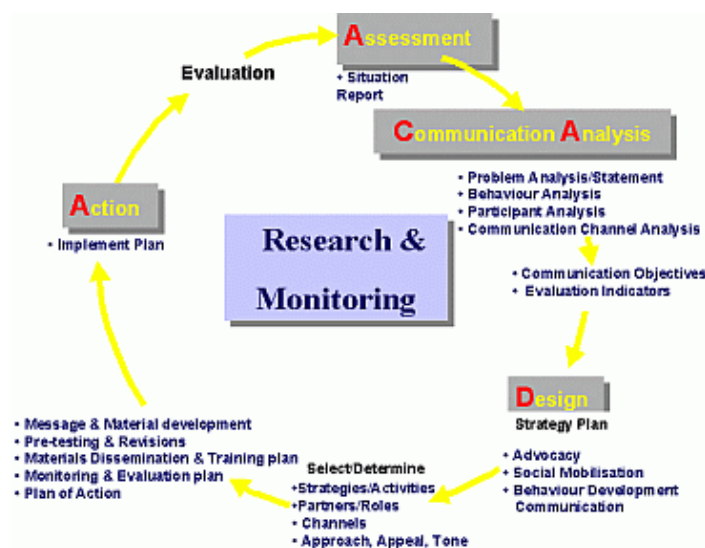 Assessment
• Situation
Report
Communication Analysis
• Problem Analysis/Statement
• Behaviour Analysis
• Participant Analysis
• Communication Channel Analysis
• Communication Objectives
• Evaluation Indicators
Design
Strategy Plan
• Advocacy
• Social Mobilisation
• Behaviour Development
Communication
Select/Determine
•Strategies/Activities
•Partners/Roles
• Channels
• Approach, Appeal, Tone
• Message & Material development
• Pre-testing & Revisions
• Materials Dissemination & Training plan
• Monitoring & Evaluation plan
• Plan of Action
Action
• Implement Plan
Evaluation
Research &
Monitoring